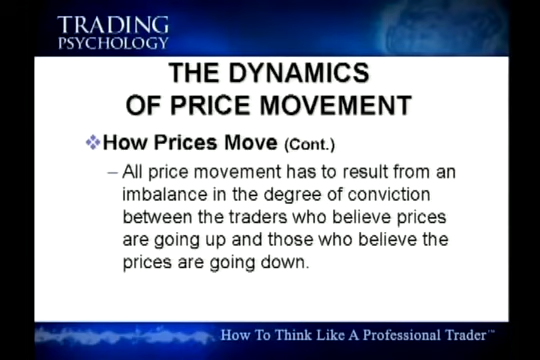 TRADING
PSYCHOLOGY
THE DYNAMICS
OF PRICE MOVEMENT
❖How Prices Move (Cont.)
– All price movement has to result from an
imbalance in the degree of conviction
between the traders who believe prices
are going up and those who believe the
prices are going down.
How To Think Like A Professional Trader™